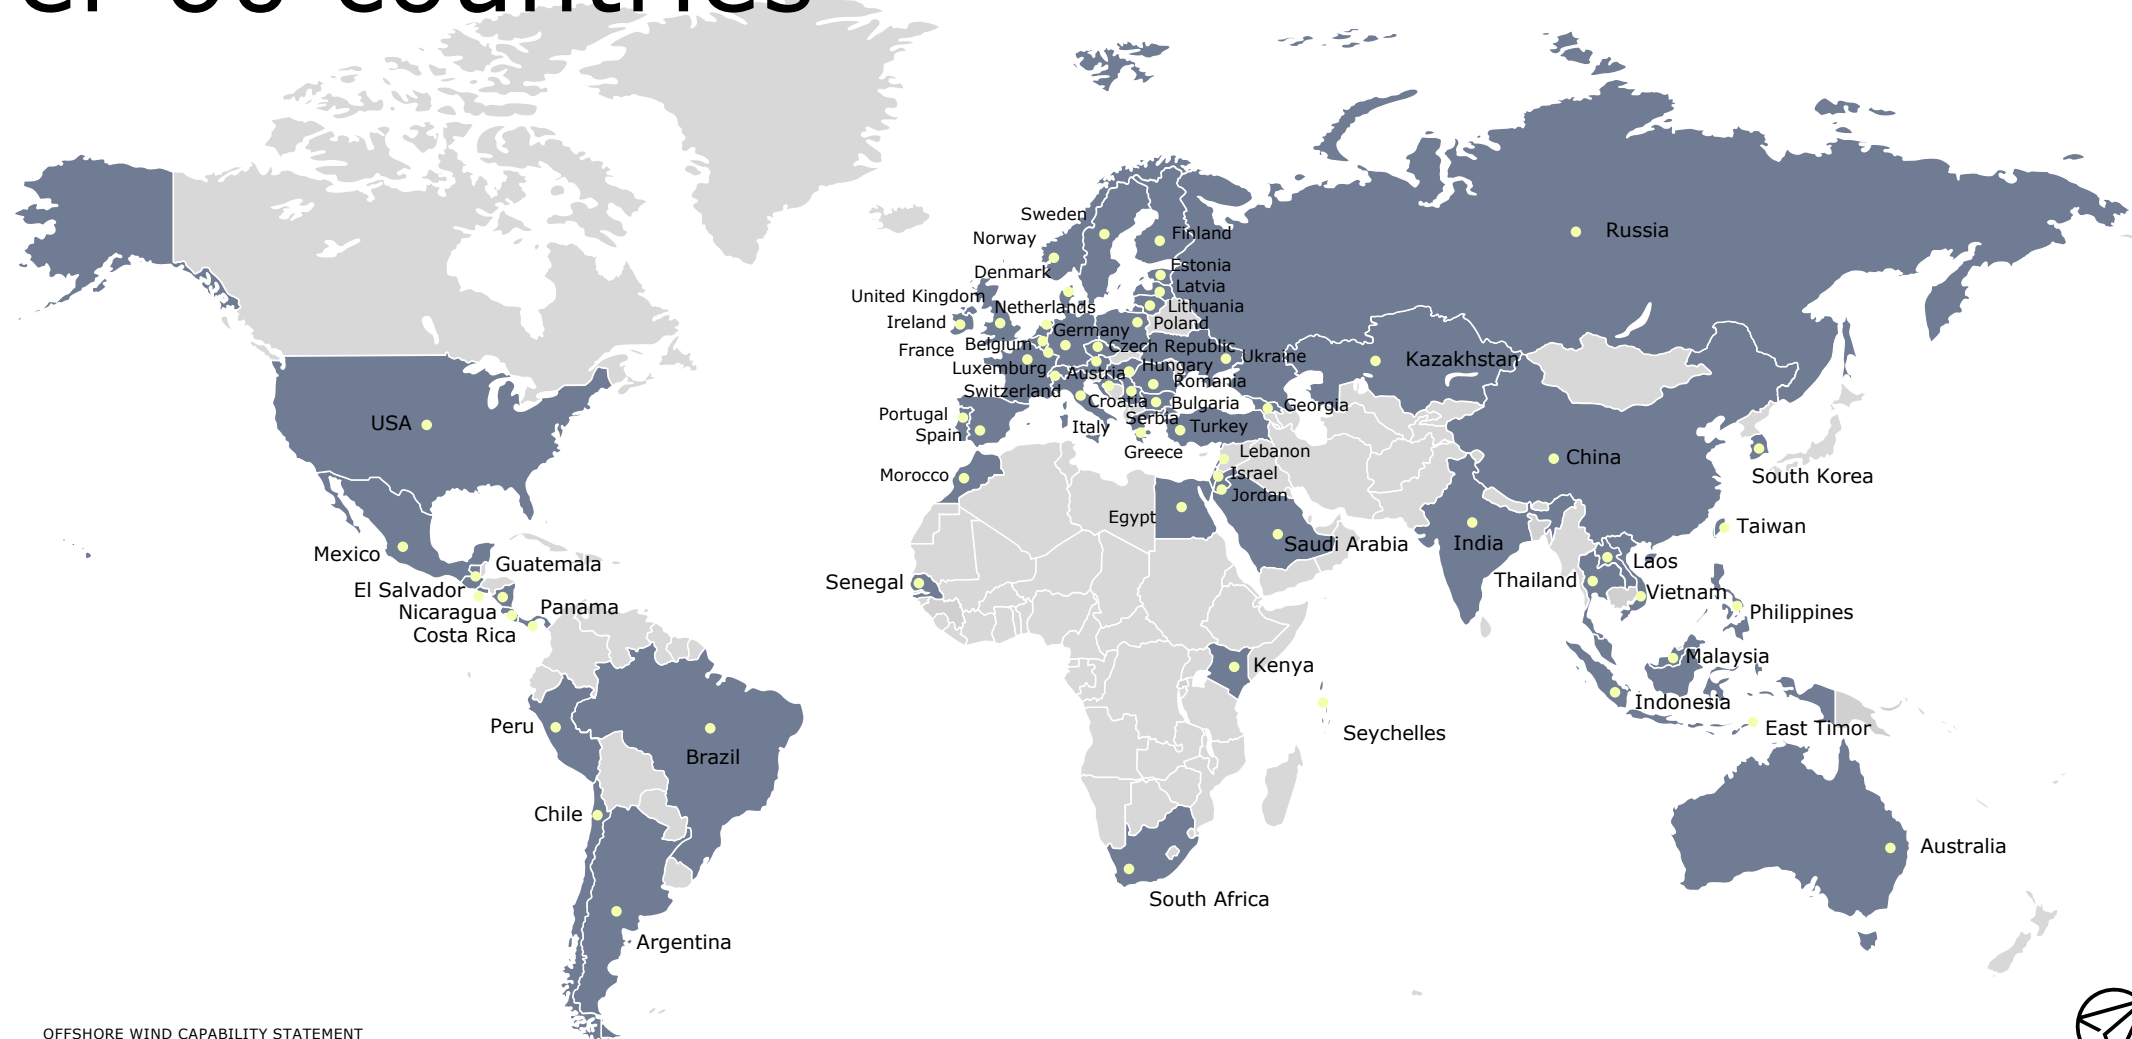 er 60 countries
Sweden
Finland
Russia
Norway
Estonia
Denmark
Latvia
United Kingdom
Netherlands
Lithuania
Ireland
Germany
Poland
France
Belgium
Czech Republic
Ukraine
Kazakhstan
Luxemburg
Austria
Hungary
Switzerland
Romania
Croatia
Bulgaria
Georgia
Portugal
Serbia
USA
Spain
Italy
Turkey
Greece
Lebanon
China
Morocco
Israel
South Korea
Jordan
Egypt
Taiwan
Mexico
Guatemala
Saudi Arabia
India
Laos
El Salvador
Senegal
Thailand
Vietnam
Nicaragua
Panama
Philippines
Costa Rica
Kenya
Malaysia
Indonesia
Peru
Seychelles
East Timor
Brazil
Chile
Australia
South Africa
Argentina
OFFSHORE WIND CAPABILITY STATEMENT